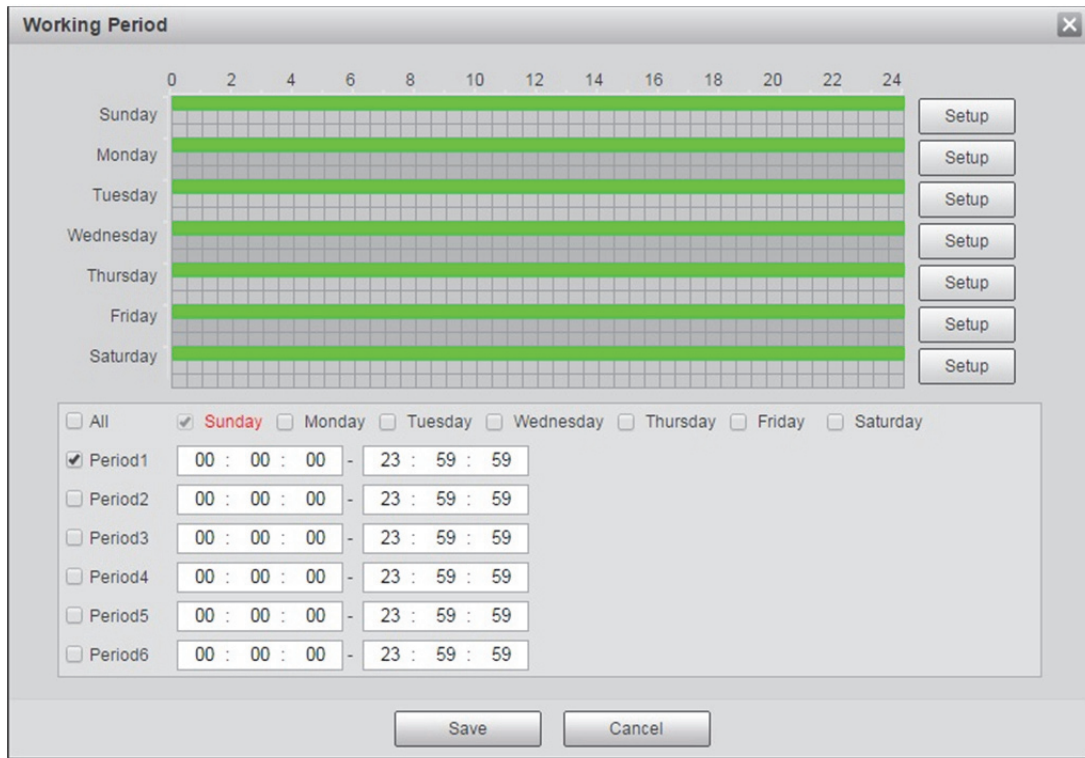 Working Period
0 2 4 6 8 10 12 14 16 18 20 22 24
Sunday Setup
Monday Setup
Tuesday Setup
Wednesday Setup
Thursday Setup
Friday Setup
Saturday Setup
All Sunday Monday Tuesday Wednesday Thursday Friday Saturday
Period1 00 : 00 : 00 - 23 : 59 : 59
Period2 00 : 00 : 00 - 23 : 59 : 59
Period3 00 : 00 : 00 - 23 : 59 : 59
Period4 00 : 00 : 00 - 23 : 59 : 59
Period5 00 : 00 : 00 - 23 : 59 : 59
Period6 00 : 00 : 00 - 23 : 59 : 59
Save Cancel